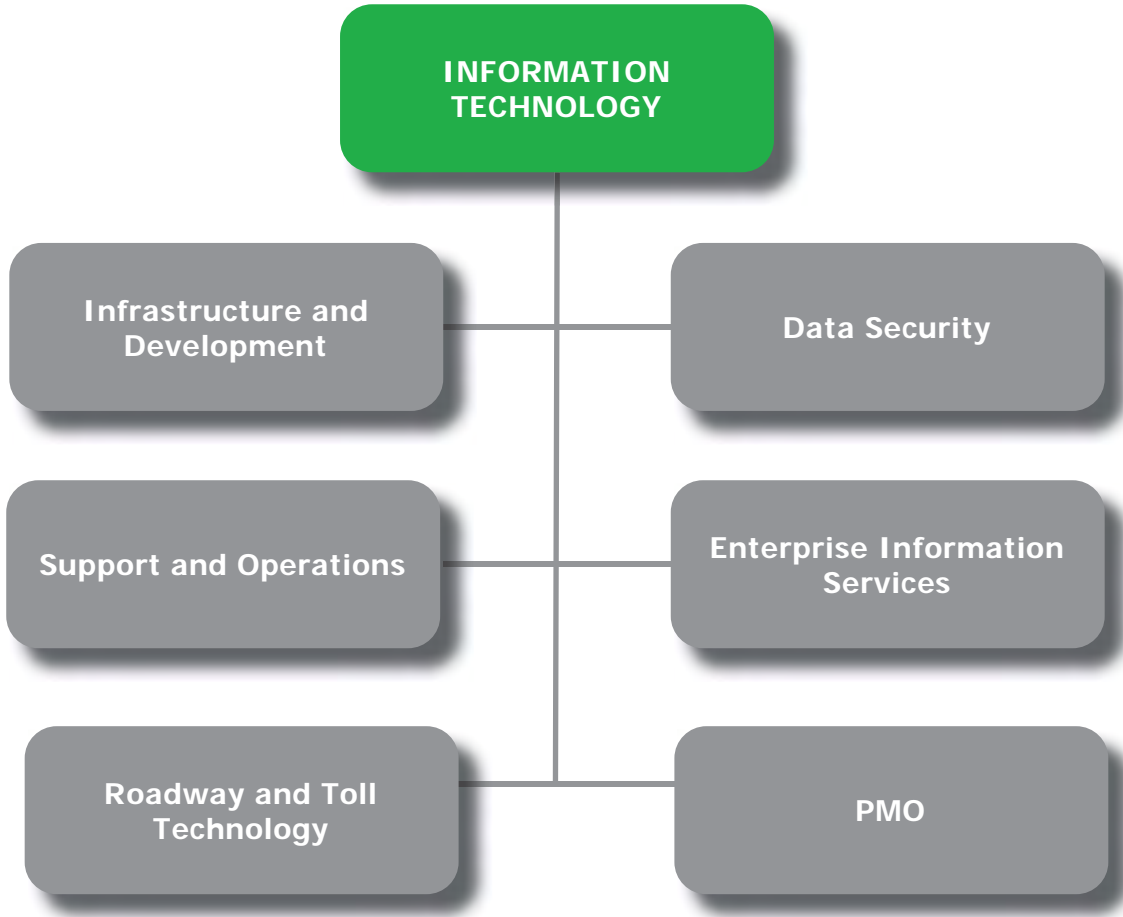 INFORMATION
TECHNOLOGY
Infrastructure and
Development
Data Security
Support and Operations
Enterprise Information
Services
Roadway and Toll
Technology
PMO